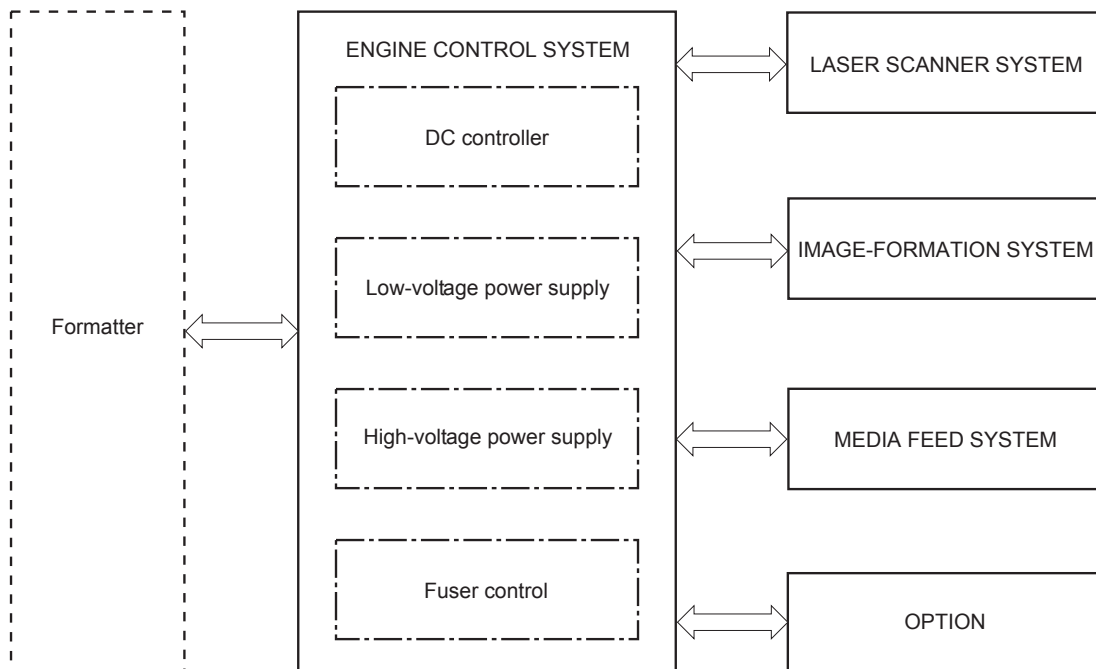 Formatter
ENGINE CONTROL SYSTEM
DC controller
Low-voltage power supply
High-voltage power supply
Fuser control
LASER SCANNER SYSTEM
IMAGE-FORMATION SYSTEM
MEDIA FEED SYSTEM
OPTION